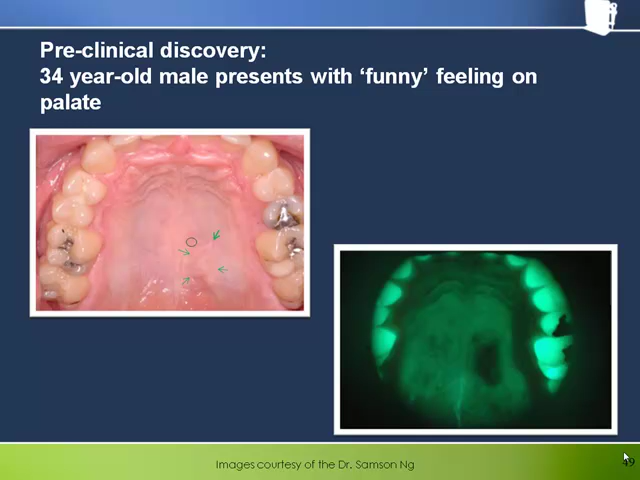 Pre-clinical discovery:
34 year-old male presents with ‘funny’ feeling on
palate
Images courtesy of the Dr. Samson Ng
49